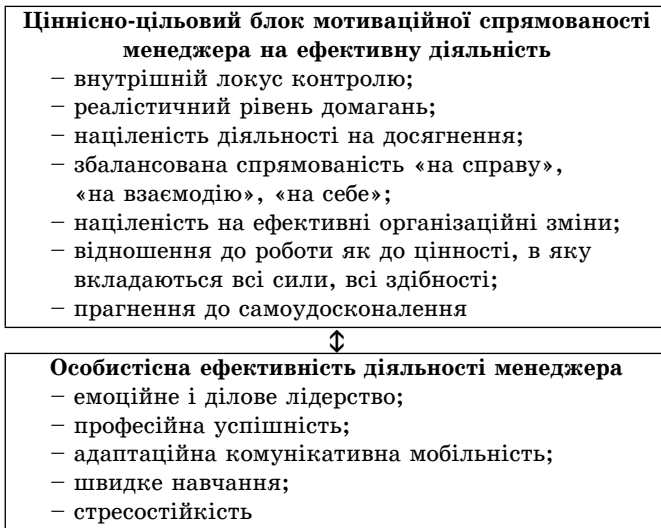 Ціннісно-цільовий блок мотиваційної спрямованості
менеджера на ефективну діяльність
– внутрішній локус контролю;
– реалістичний рівень домагань;
– націленість діяльності на досягнення;
– збалансована спрямованість «на справу»,
«на взаємодію», «на себе»;
– націленість на ефективні організаційні зміни;
– відношення до роботи як до цінності, в яку
вкладаються всі сили, всі здібності;
– прагнення до самоудосконалення
⇕
Особистісна ефективність діяльності менеджера
– емоційне і ділове лідерство;
– професійна успішність;
– адаптаційна комунікативна мобільність;
– швидке навчання;
– стресостійкість